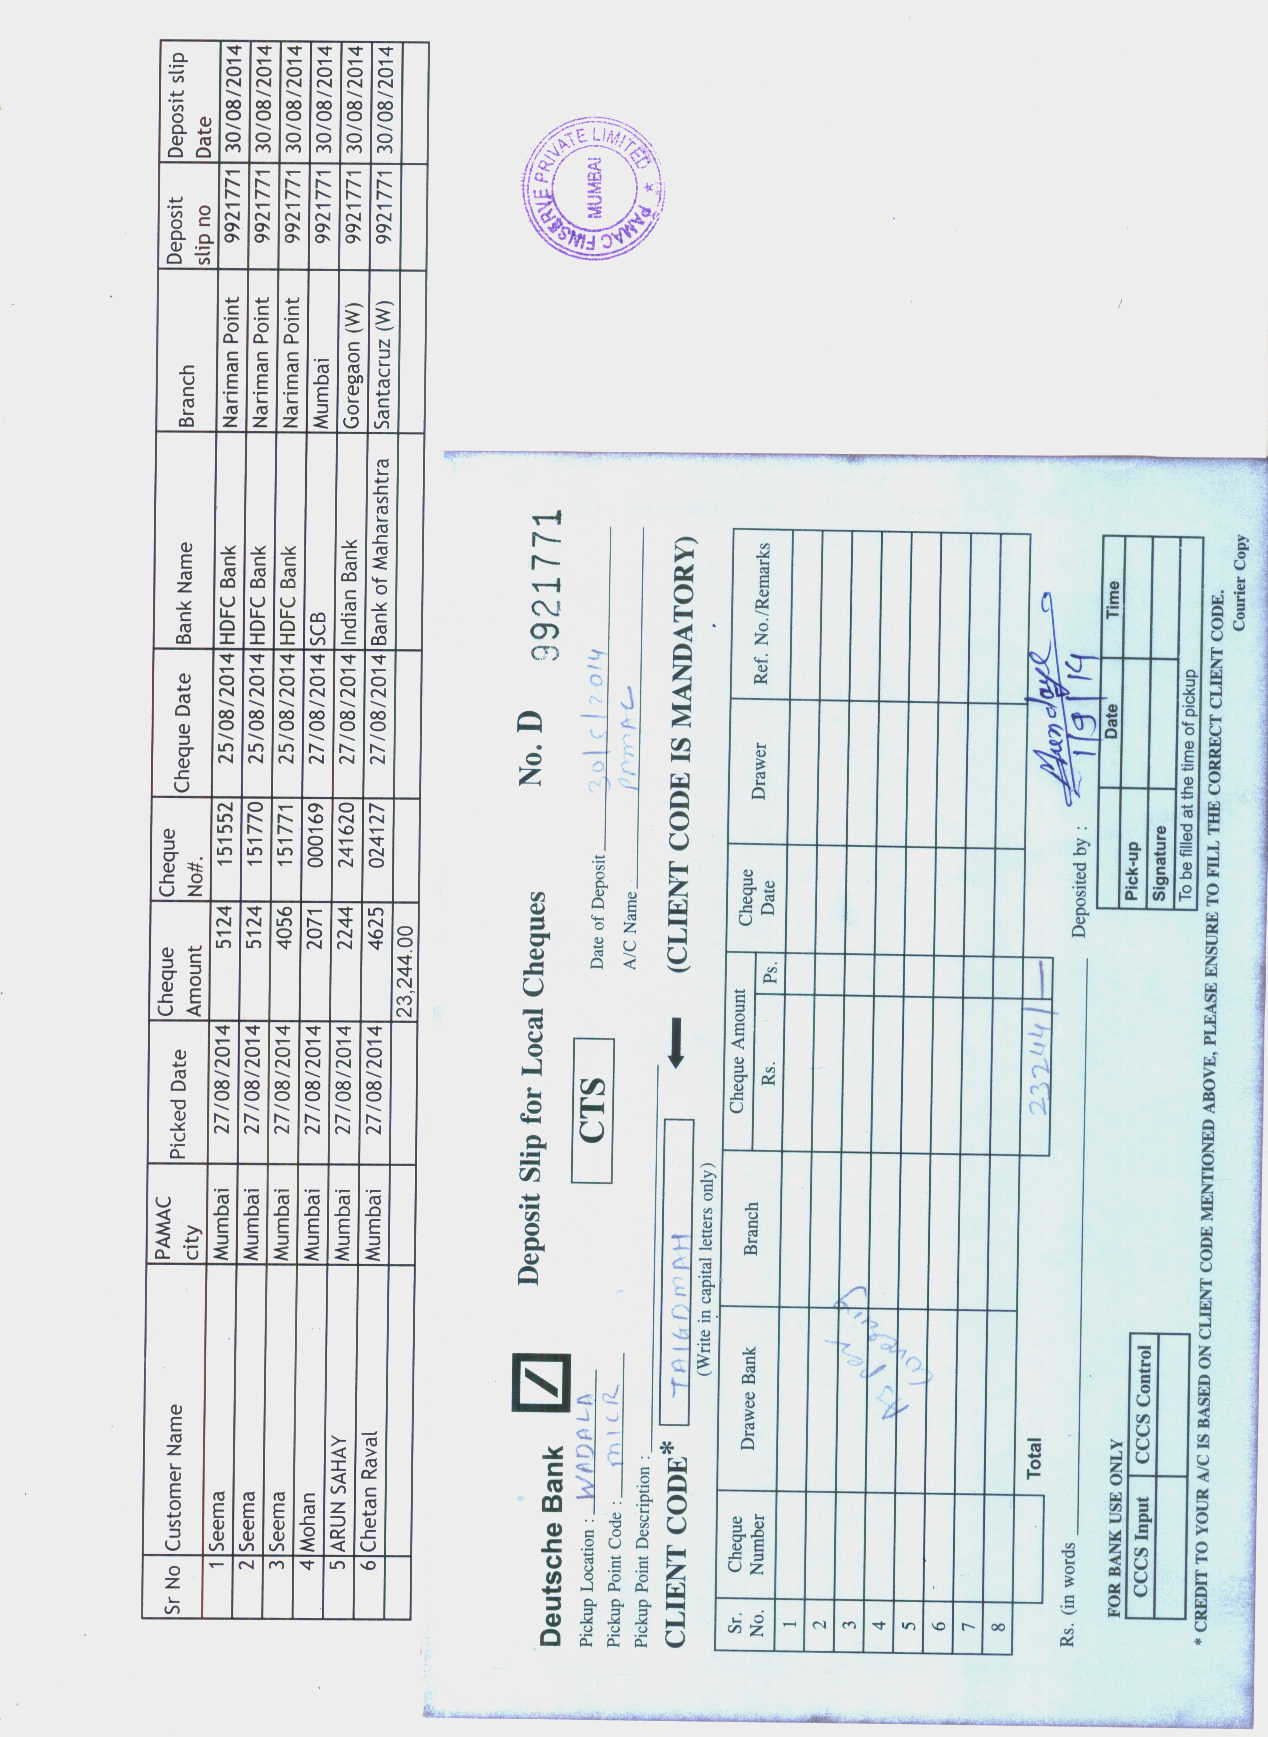 Sr No Customer Name PAMAC city Picked Date Cheque Amount Cheque No#. Cheque Date Bank Name Branch Deposit slip no Deposit slip Date
1 Seema Mumbai 27/08/2014 5124 151552 25/08/2014 HDFC Bank Nariman Point 9921771 30/08/2014
2 Seema Mumbai 27/08/2014 5124 151770 25/08/2014 HDFC Bank Nariman Point 9921771 30/08/2014
3 Seema Mumbai 27/08/2014 4056 151771 25/08/2014 HDFC Bank Nariman Point 9921771 30/08/2014
4 Mohan Mumbai 27/08/2014 2071 000169 27/08/2014 SCB Mumbai 9921771 30/08/2014
5 ARUN SAHAY Mumbai 27/08/2014 2244 241620 27/08/2014 Indian Bank Goregaon (W) 9921771 30/08/2014
6 Chetan Raval Mumbai 27/08/2014 4625 024127 27/08/2014 Bank of Maharashtra Santacruz (W) 9921771 30/08/2014
23,244.00
PAMAC FINSERVE PRIVATE LIMITED *
MUMBAI
Deutsche Bank Deposit Slip for Local Cheques No. D 9921771
Pickup Location : WADALA CTS Date of Deposit 30/8/2014
Pickup Point Code : MICR A/C Name PAMAC
Pickup Point Description :
CLIENT CODE* TAIGDMAH (CLIENT CODE IS MANDATORY)
(Write in capital letters only)
Sr. No. Cheque Number Drawee Bank Branch Cheque Amount Rs. Ps. Cheque Date Drawer Ref. No./Remarks
1
2
3
4
5
6
7
8
As Per
Total 23244/-
Rs. (in words Deposited by :
1/9/14
FOR BANK USE ONLY
CCCS Input CCCS Control
Date Time
Pick-up
Signature
To be filled at the time of pickup
* CREDIT TO YOUR A/C IS BASED ON CLIENT CODE MENTIONED ABOVE, PLEASE ENSURE TO FILL THE CORRECT CLIENT CODE.
Courier Copy